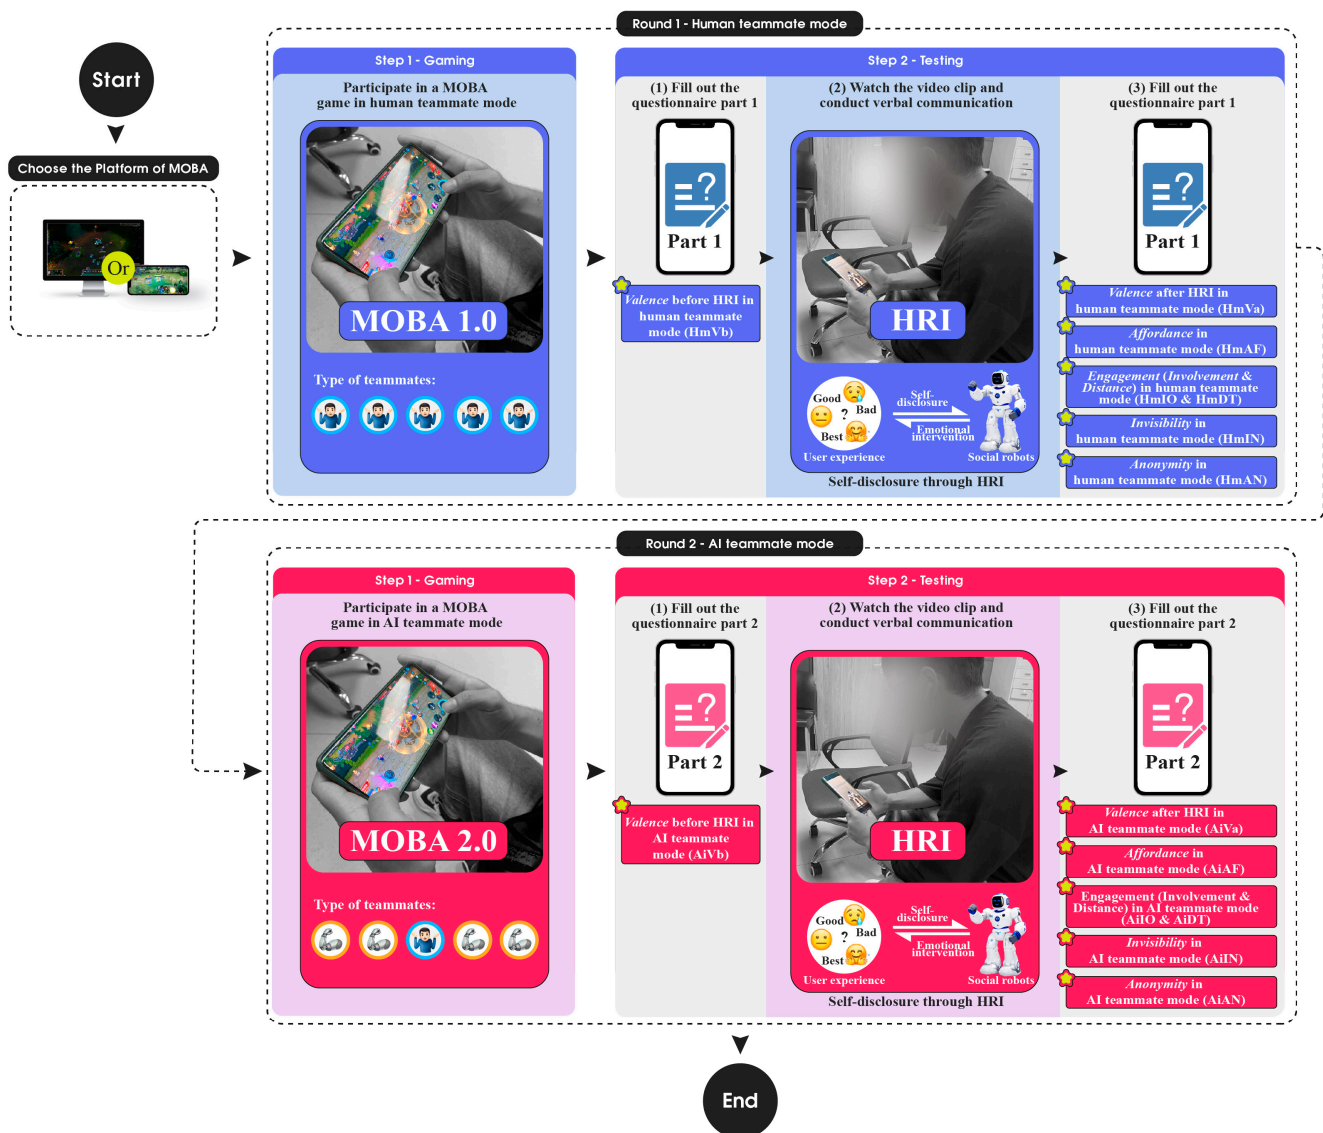 Start
Choose the Platform of MOBA
Or
Round 1 - Human teammate mode
Step 1 - Gaming
Participate in a MOBA
game in human teammate mode
MOBA 1.0
Type of teammates:
Step 2 - Testing
(1) Fill out the
questionnaire part 1
Part 1
Valence before HRI in
human teammate
mode (HmVb)
(2) Watch the video clip and
conduct verbal communication
HRI
Good
Bad
?
Best
User experience
Self-
disclosure
Emotional
intervention
Social robots
Self-disclosure through HRI
(3) Fill out the
questionnaire part 1
Part 1
Valence after HRI in
human teammate mode (HmVa)
Affordance in
human teammate mode (HmAF)
Engagement (Involvement &
Distance) in human teammate
mode (HmIO & HmDT)
Invisibility in
human teammate mode (HmIN)
Anonymity in
human teammate mode (HmAN)
Round 2 - AI teammate mode
Step 1 - Gaming
Participate in a MOBA
game in AI teammate mode
MOBA 2.0
Type of teammates:
Step 2 - Testing
(1) Fill out the
questionnaire part 2
Part 2
Valence before HRI in
AI teammate
mode (AiVb)
(2) Watch the video clip and
conduct verbal communication
HRI
Good
Bad
?
Best
User experience
Self-
disclosure
Emotional
intervention
Social robots
Self-disclosure through HRI
(3) Fill out the
questionnaire part 2
Part 2
Valence after HRI in
AI teammate mode (AiVa)
Affordance in
AI teammate mode (AiAF)
Engagement (Involvement &
Distance) in AI teammate mode
(AiIO & AiDT)
Invisibility in
AI teammate mode (AiIN)
Anonymity in
AI teammate mode (AiAN)
End